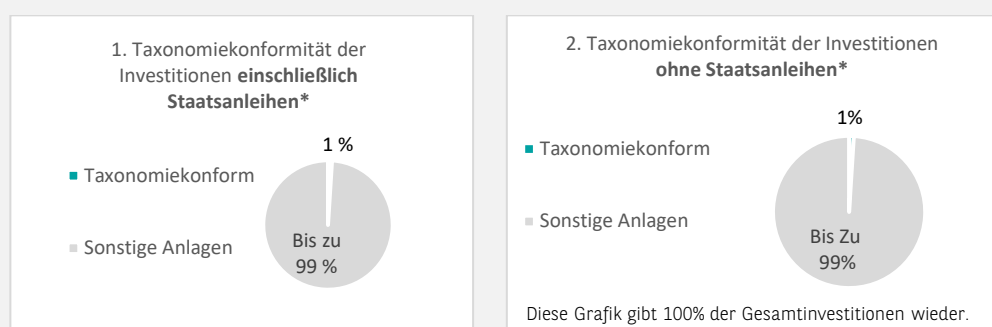 1. Taxonomiekonformität der
Investitionen einschließlich
Staatsanleihen*
1 %
Taxonomiekonform
Sonstige Anlagen
Bis zu
99 %
2. Taxonomiekonformität der Investitionen
ohne Staatsanleihen*
1%
Taxonomiekonform
Sonstige Anlagen
Bis Zu
99%
Diese Grafik gibt 100% der Gesamtinvestitionen wieder.